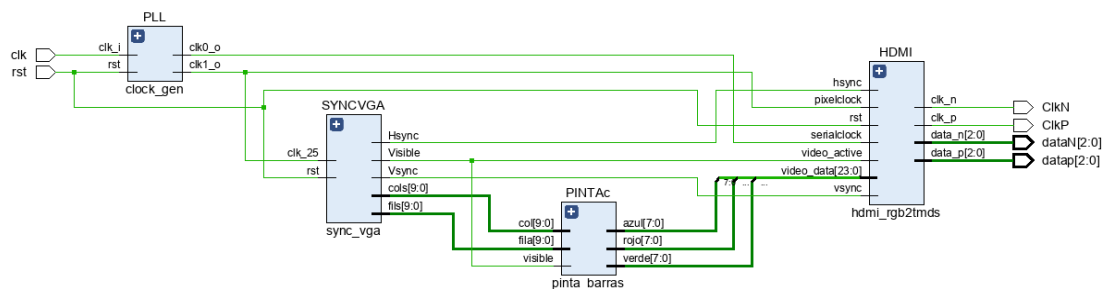 PLL
clk
clk_i
clk0_o
rst
rst
clk1_o
clock_gen
SYNCVGA
clk_25
rst
Hsync
Visible
Vsync
cols[9:0]
fils[9:0]
sync_vga
PINTAc
col[9:0]
fila[9:0]
visible
azul[7:0]
rojo[7:0]
verde[7:0]
pinta_barras
HDMI
hsync
pixelclock
rst
serialclock
video_active
video_data[23:0]
vsync
clk_n
clk_p
data_n[2:0]
data_p[2:0]
hdmi_rgb2tmds
ClkN
ClkP
dataN[2:0]
datap[2:0]